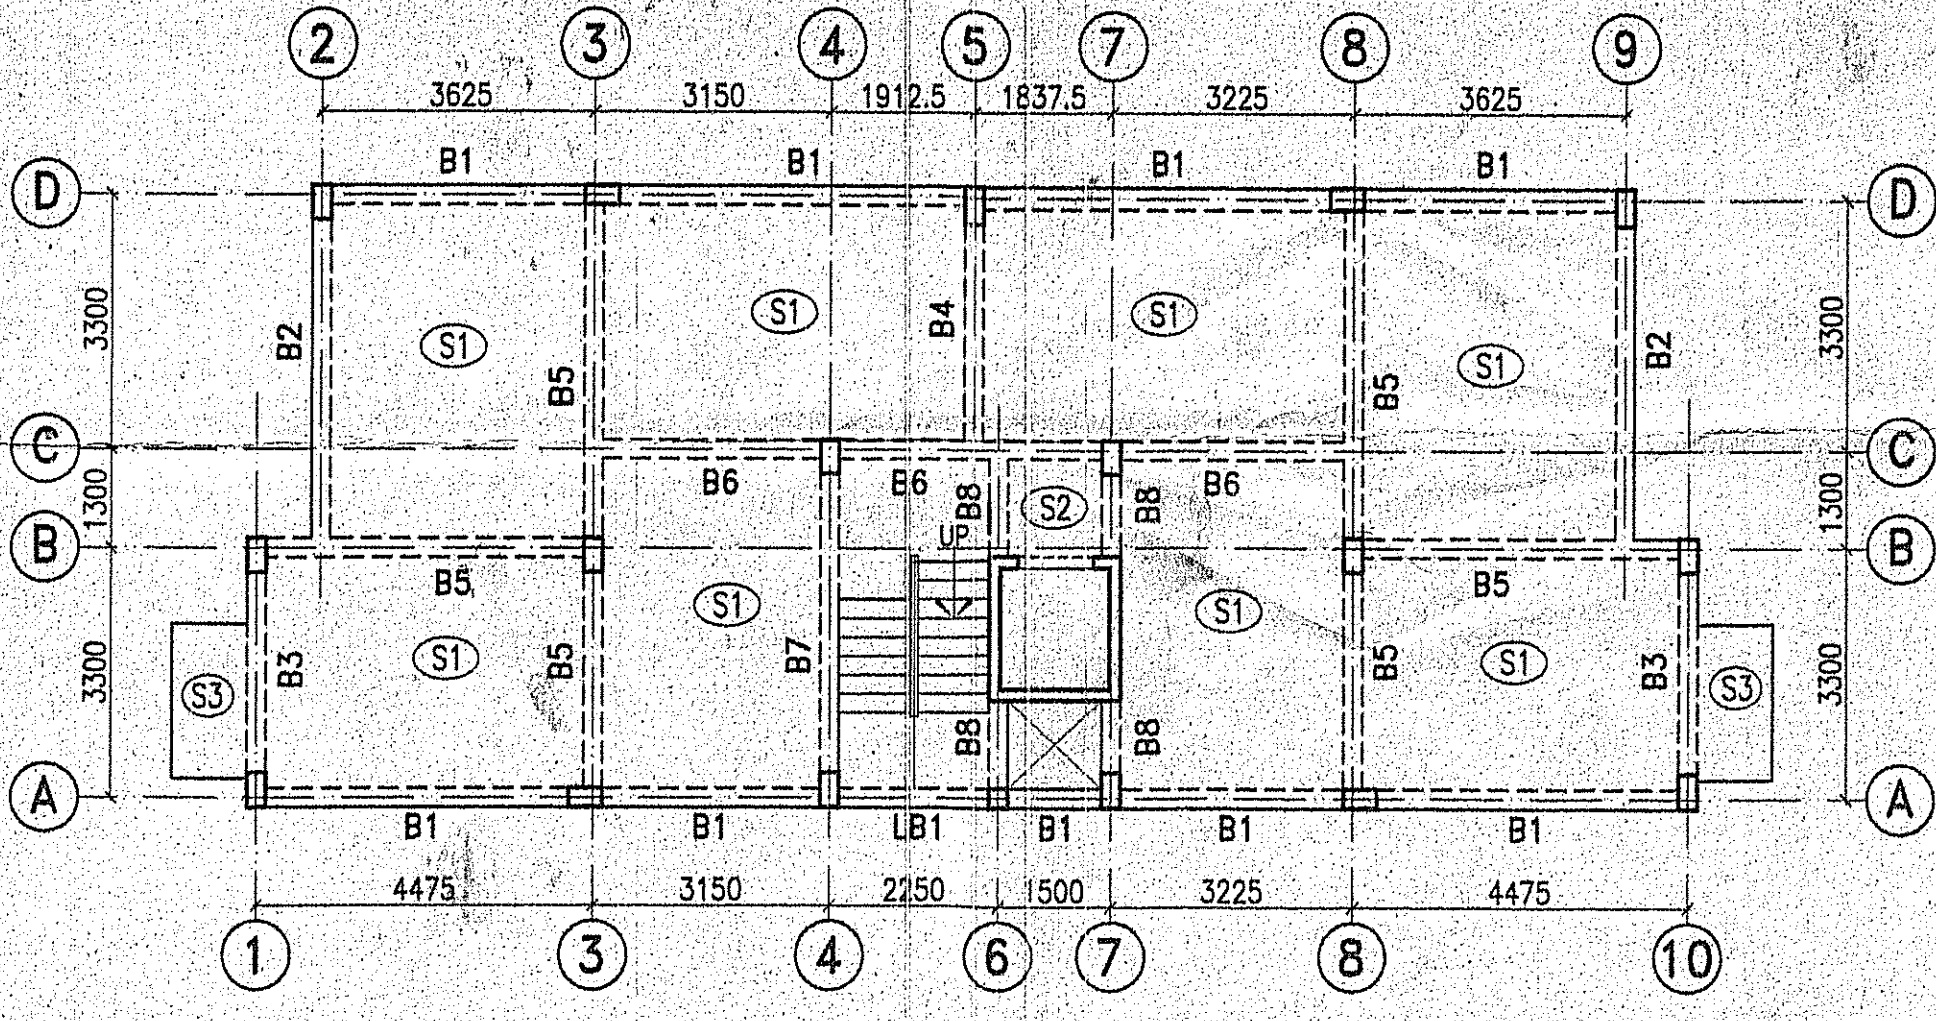 2 3 4 5 7 8 9
3625 3150 1912.5 1837.5 3225 3625
B1 B1 B1 B1
D D
3300 3300
B2 S1 B5 S1 B4 S1 B5 S1 B2
C C
B6 B6 B8 S2 B8 B6
1300 1300
UP
B B
B5 B5
S1 S1
3300 3300
S3 B3 S1 B5 B7 B5 S1 B3 S3
B8 B8
A A
B1 B1 LB1 B1 B1 B1
4475 3150 2250 1500 3225 4475
1 3 4 6 7 8 10